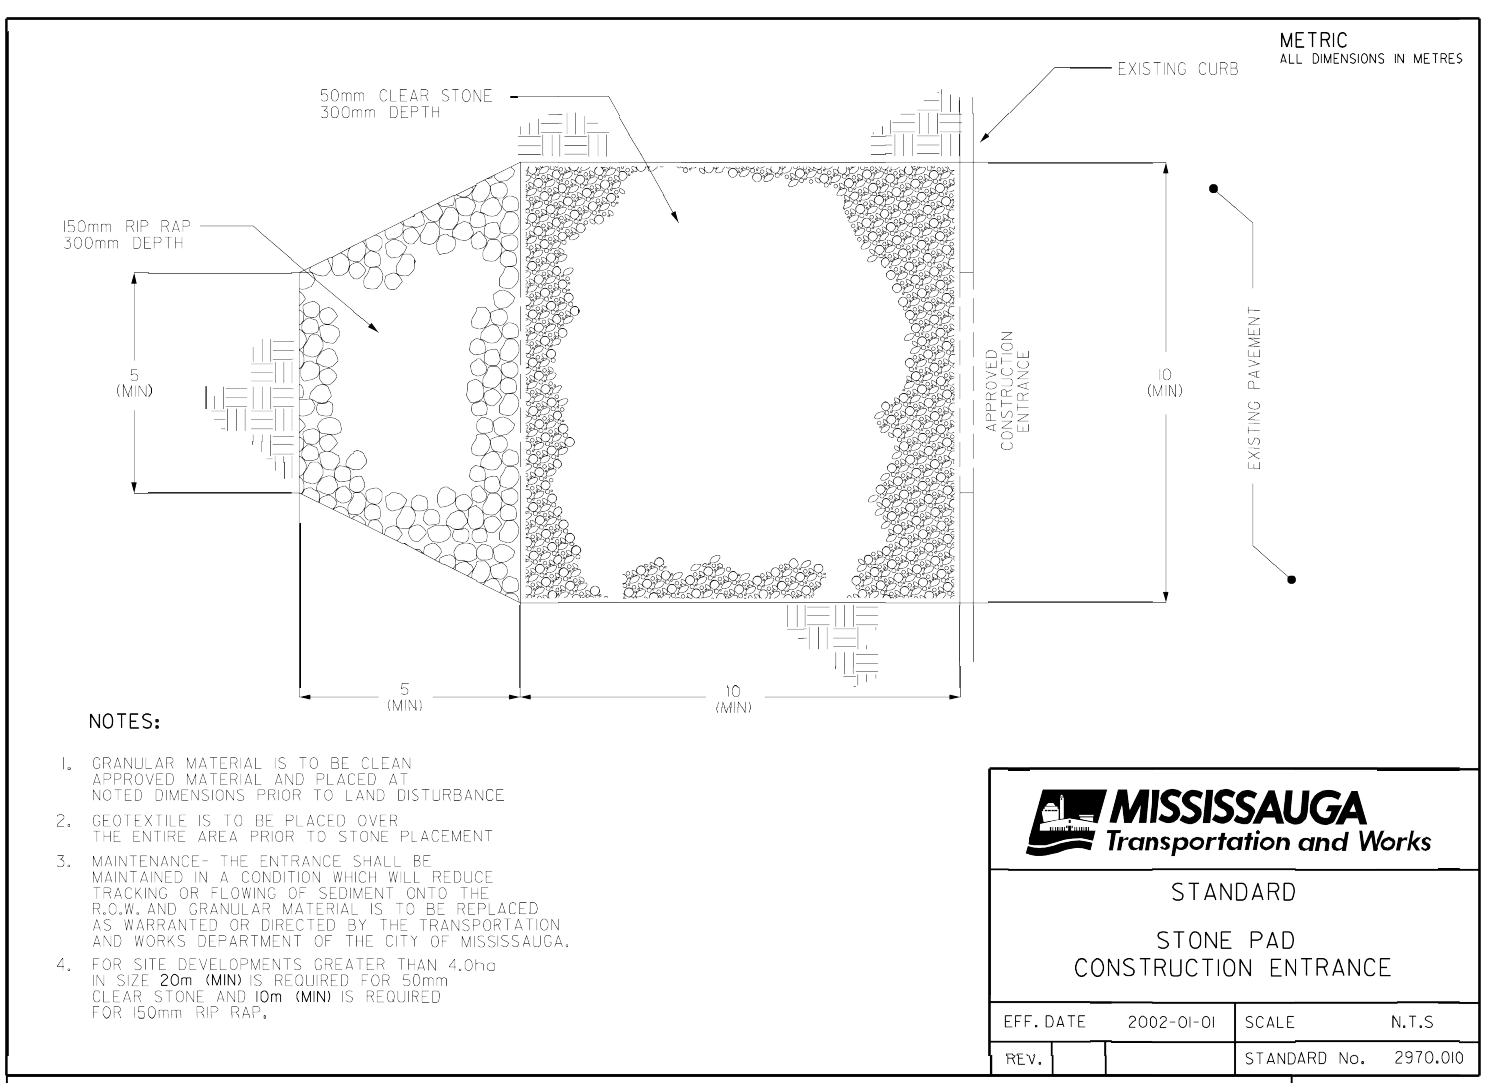 METRIC
ALL DIMENSIONS IN METRES
EXISTING CURB
50mm CLEAR STONE
300mm DEPTH
150mm RIP RAP
300mm DEPTH
5
(MIN)
APPROVED
CONSTRUCTION
ENTRANCE
10
(MIN)
EXISTING PAVEMENT
5
(MIN)
10
(MIN)
NOTES:
1. GRANULAR MATERIAL IS TO BE CLEAN
APPROVED MATERIAL AND PLACED AT
NOTED DIMENSIONS PRIOR TO LAND DISTURBANCE
2. GEOTEXTILE IS TO BE PLACED OVER
THE ENTIRE AREA PRIOR TO STONE PLACEMENT
3. MAINTENANCE- THE ENTRANCE SHALL BE
MAINTAINED IN A CONDITION WHICH WILL REDUCE
TRACKING OR FLOWING OF SEDIMENT ONTO THE
R.O.W. AND GRANULAR MATERIAL IS TO BE REPLACED
AS WARRANTED OR DIRECTED BY THE TRANSPORTATION
AND WORKS DEPARTMENT OF THE CITY OF MISSISSAUGA.
4. FOR SITE DEVELOPMENTS GREATER THAN 4.0ha
IN SIZE 20m (MIN) IS REQUIRED FOR 50mm
CLEAR STONE AND 10m (MIN) IS REQUIRED
FOR 150mm RIP RAP.
MISSISSAUGA
Transportation and Works
STANDARD
STONE PAD
CONSTRUCTION ENTRANCE
EFF. DATE 2002-01-01 SCALE N.T.S
REV. STANDARD No. 2970.010